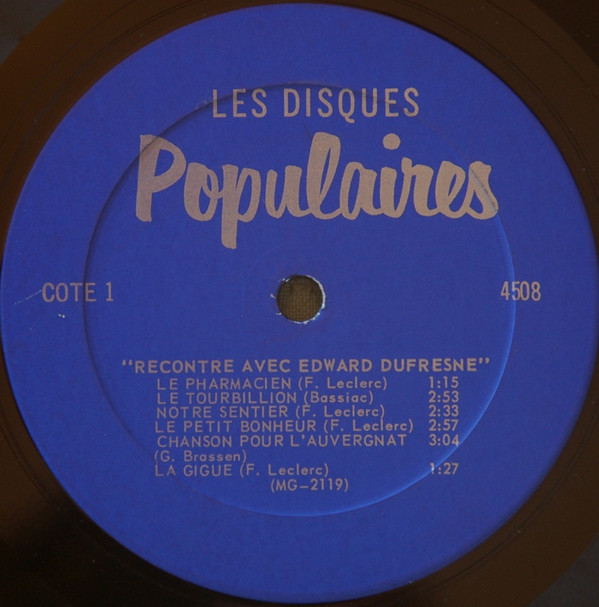 LES DISQUES
Populaires
COTE 1 4508
"RECONTRE AVEC EDWARD DUFRESNE"
LE PHARMACIEN (F. Leclerc) 1:15
LE TOURBILLION (Bassiac) 2:53
NOTRE SENTIER (F. Leclerc) 2:33
LE PETIT BONHEUR (F. Leclerc) 2:57
CHANSON POUR L'AUVERGNAT 3:04
(G. Brassen)
LA GIGUE (F. Leclerc) 1:27
(MG-2119)